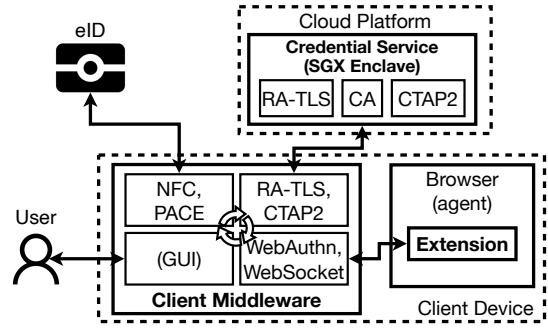 Cloud Platform
eID
Credential Service
(SGX Enclave)
RA-TLS
CA
CTAP2
NFC,
PACE
RA-TLS,
CTAP2
Browser
(agent)
User
(GUI)
WebAuthn,
WebSocket
Extension
Client Middleware
Client Device